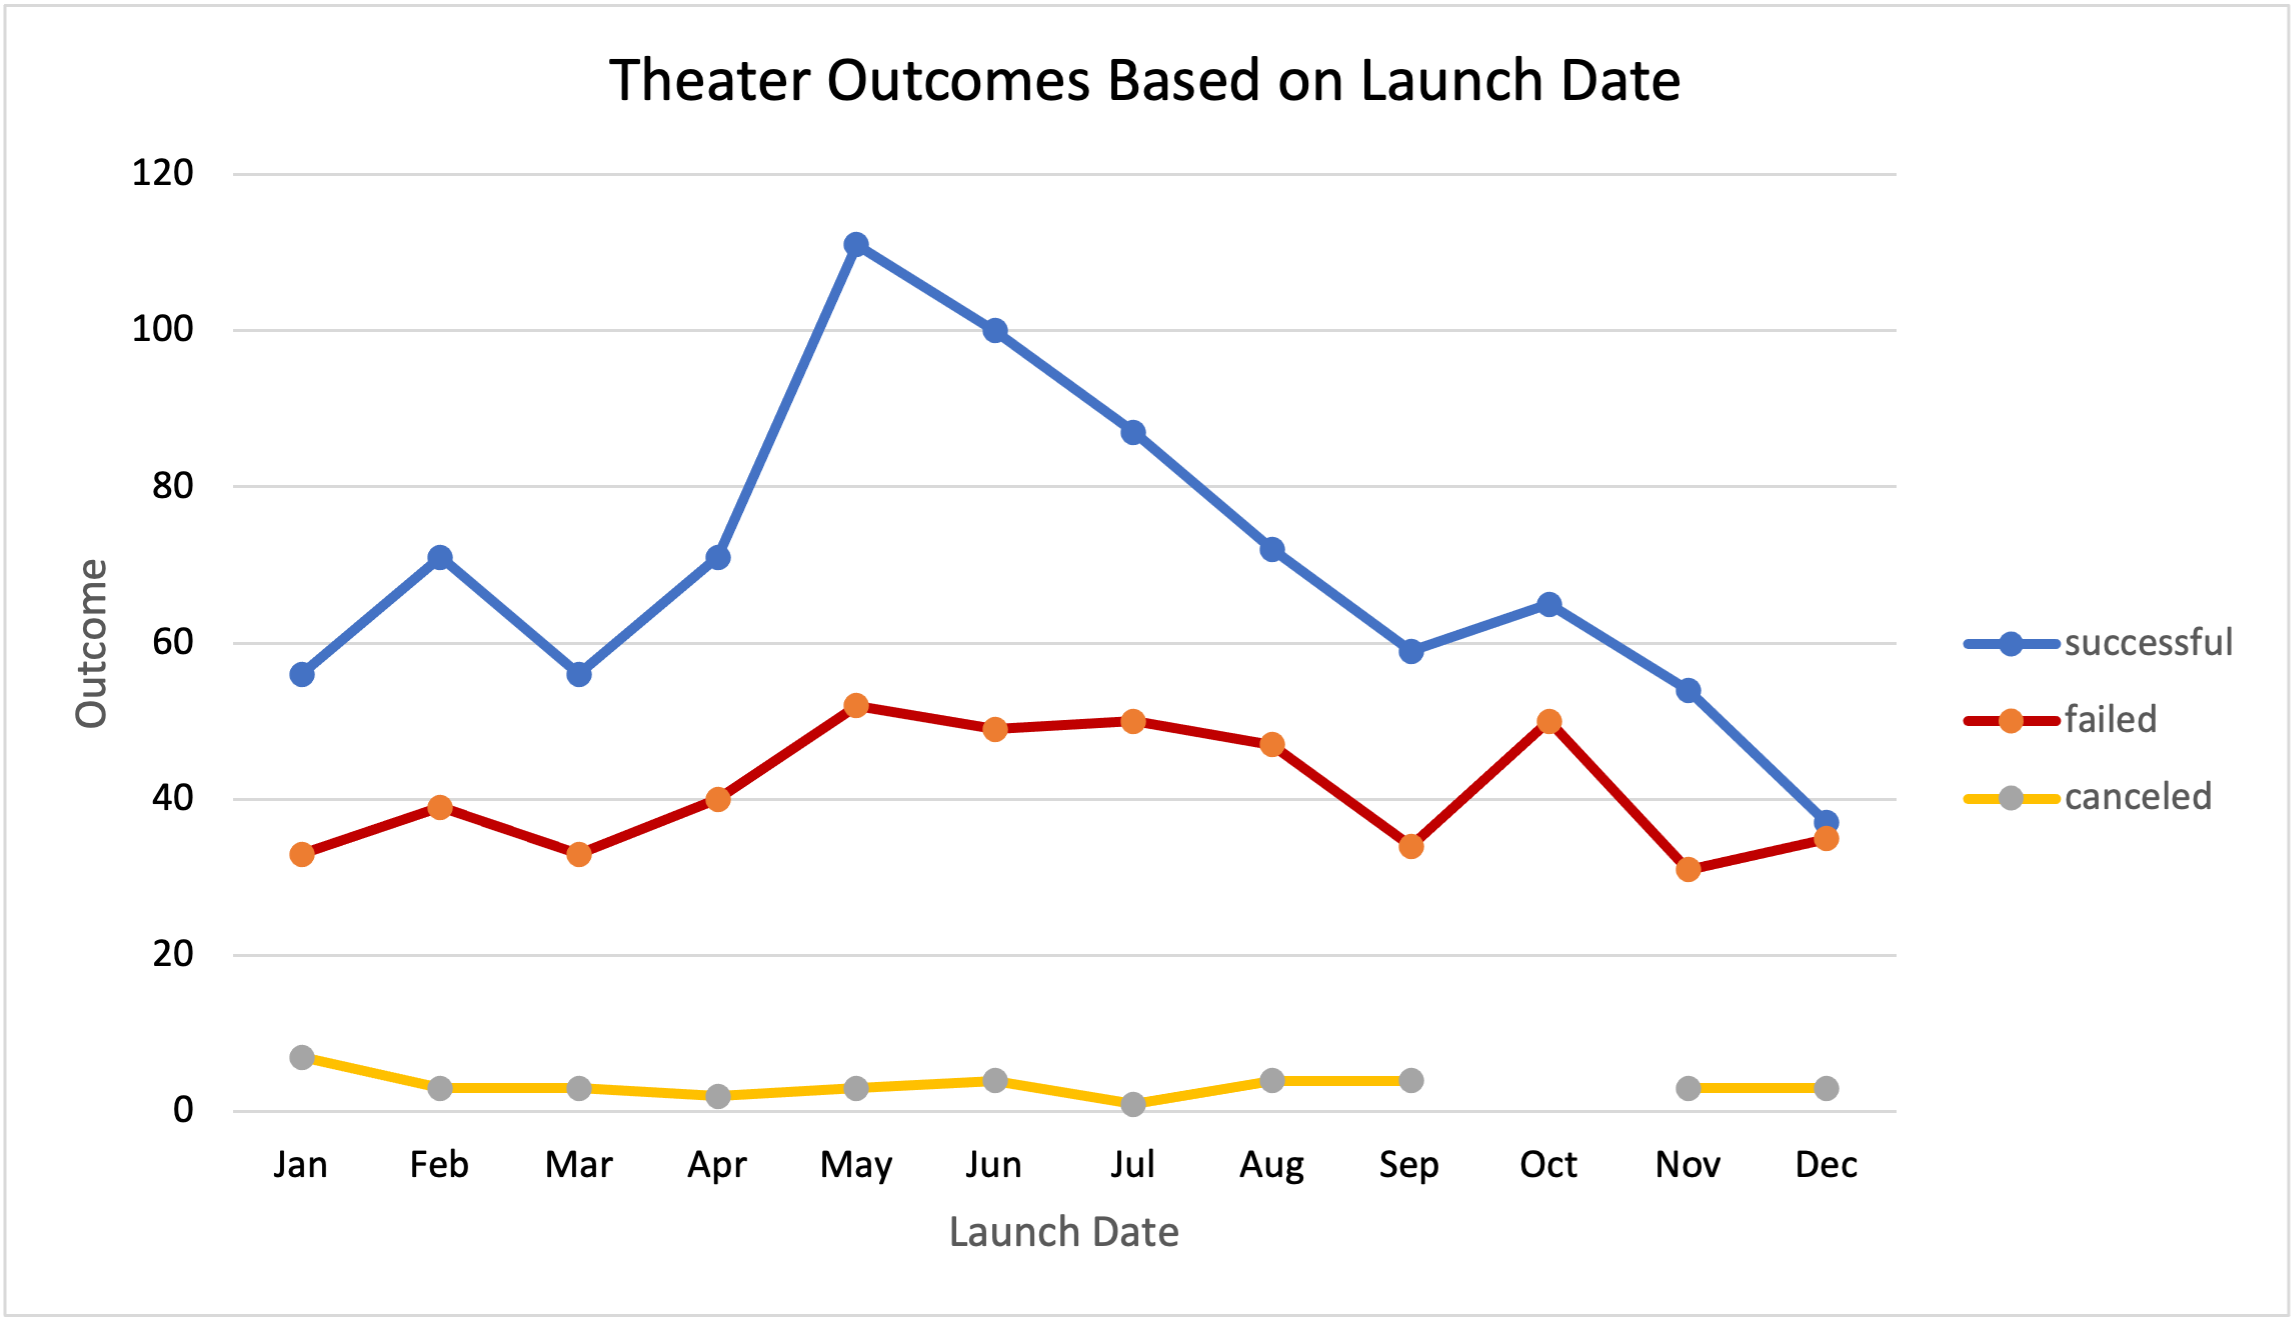 Theater Outcomes Based on Launch Date
120
100
80
60
40
20
0
Outcome
Jan Feb Mar Apr May Jun Jul Aug Sep Oct Nov Dec
Launch Date
successful
failed
canceled